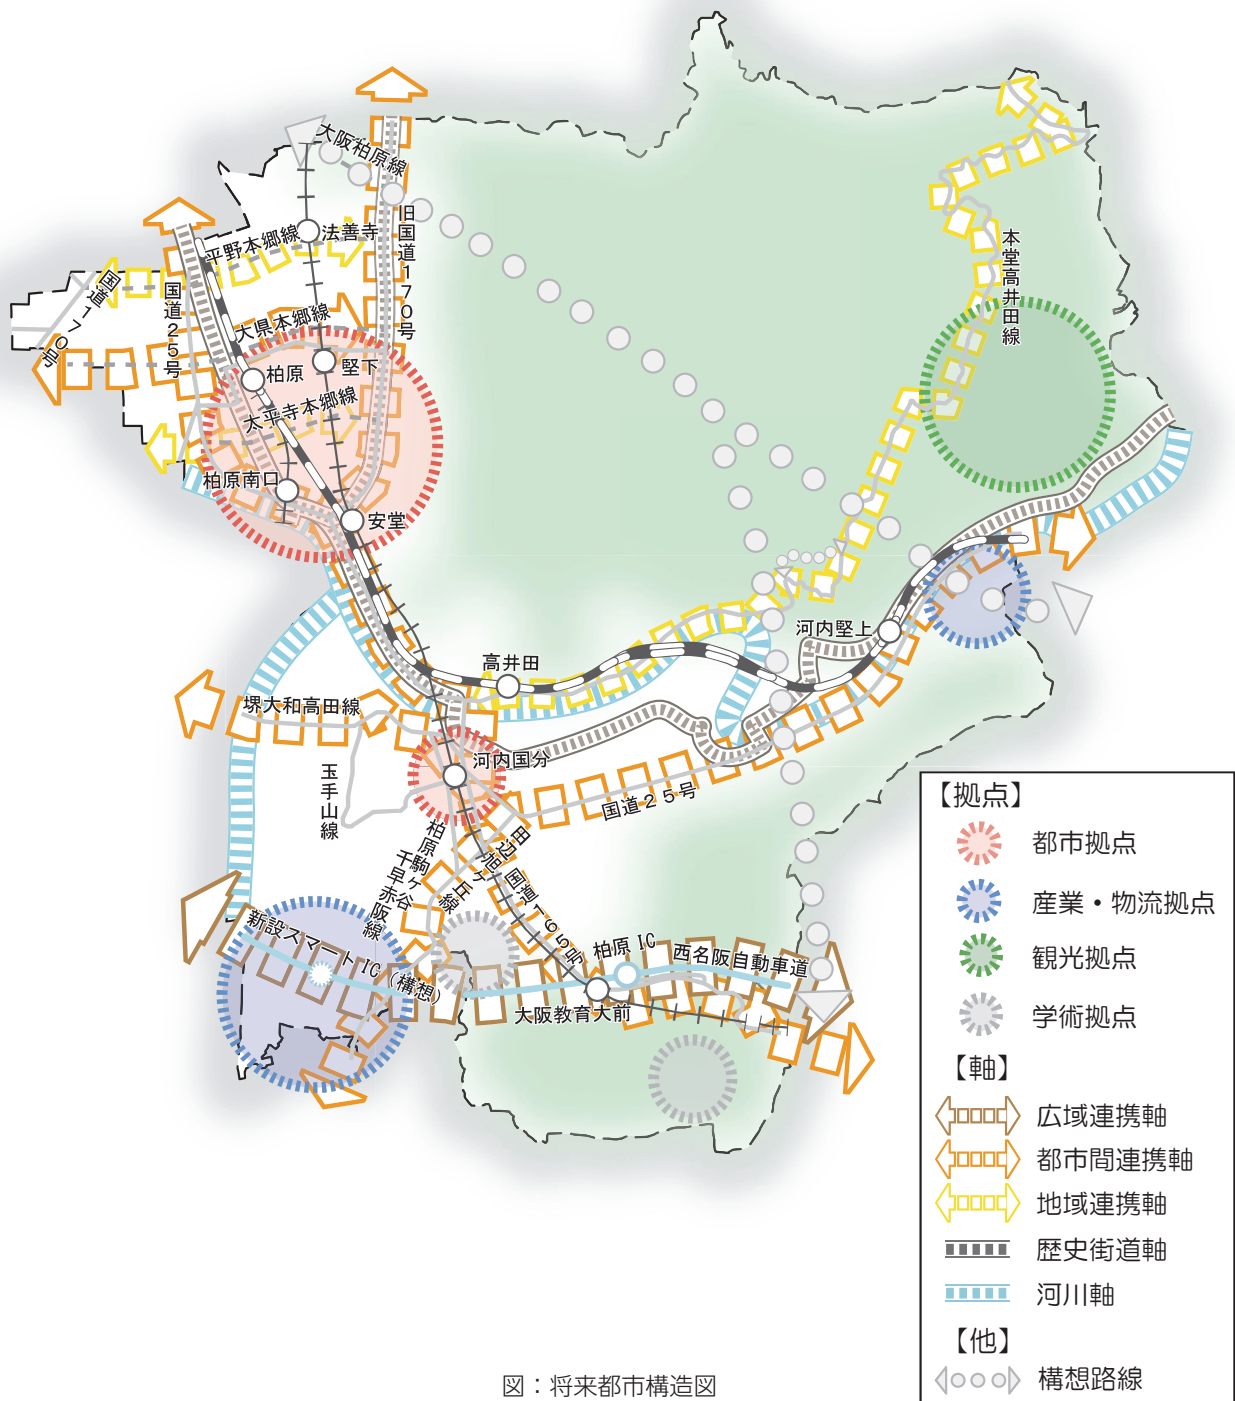 大阪柏原線
旧国道170号
法善寺
平野本郷線
国道170号
国道25号
大県本郷線
柏原
堅下
太平寺本郷線
柏原南口
安堂
本堂高井田線
河内堅上
高井田
堺大和高田線
河内国分
玉手山線
国道25号
田辺旭ヶ丘線
柏原駒ヶ谷千早赤阪線
国道165号
新設スマートIC(構想)
柏原IC
西名阪自動車道
大阪教育大前
【拠点】
都市拠点
産業・物流拠点
観光拠点
学術拠点
【軸】
広域連携軸
都市間連携軸
地域連携軸
歴史街道軸
河川軸
【他】
構想路線
図：将来都市構造図